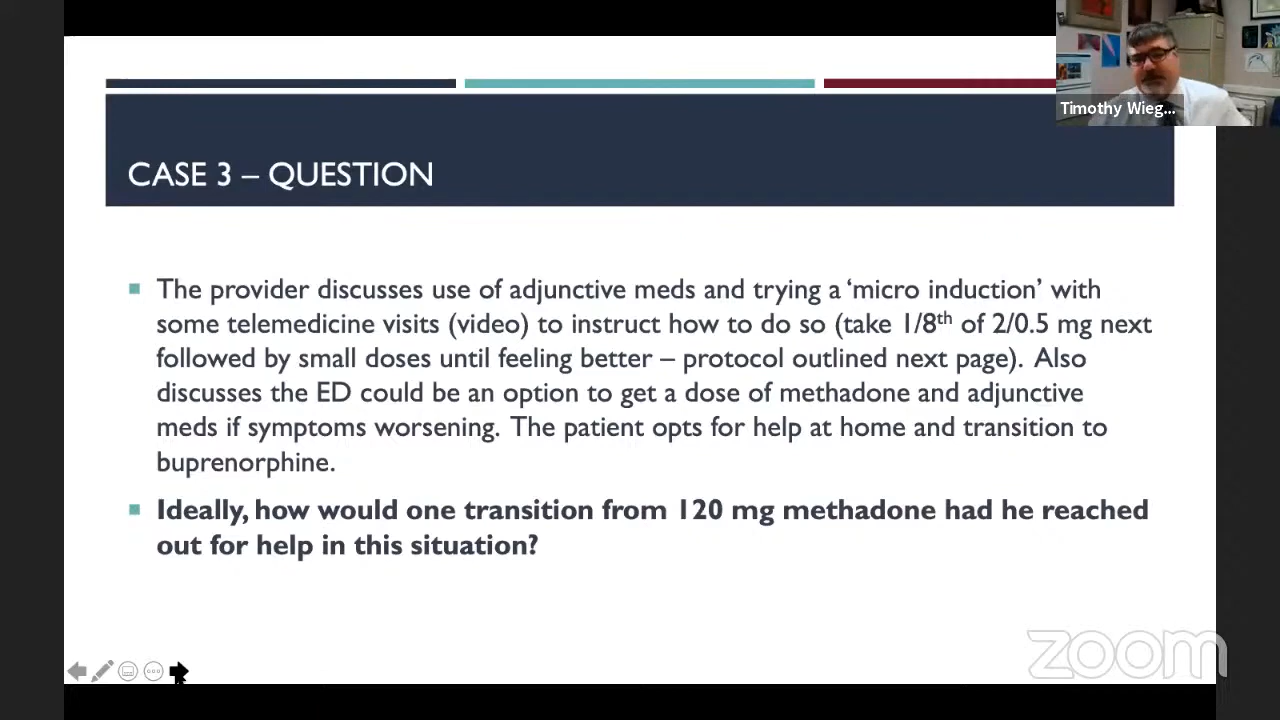 Timothy Wieg...
CASE 3 – QUESTION
The provider discusses use of adjunctive meds and trying a ‘micro induction’ with
some telemedicine visits (video) to instruct how to do so (take 1/8th of 2/0.5 mg next
followed by small doses until feeling better – protocol outlined next page). Also
discusses the ED could be an option to get a dose of methadone and adjunctive
meds if symptoms worsening. The patient opts for help at home and transition to
buprenorphine.
Ideally, how would one transition from 120 mg methadone had he reached
out for help in this situation?
zoom